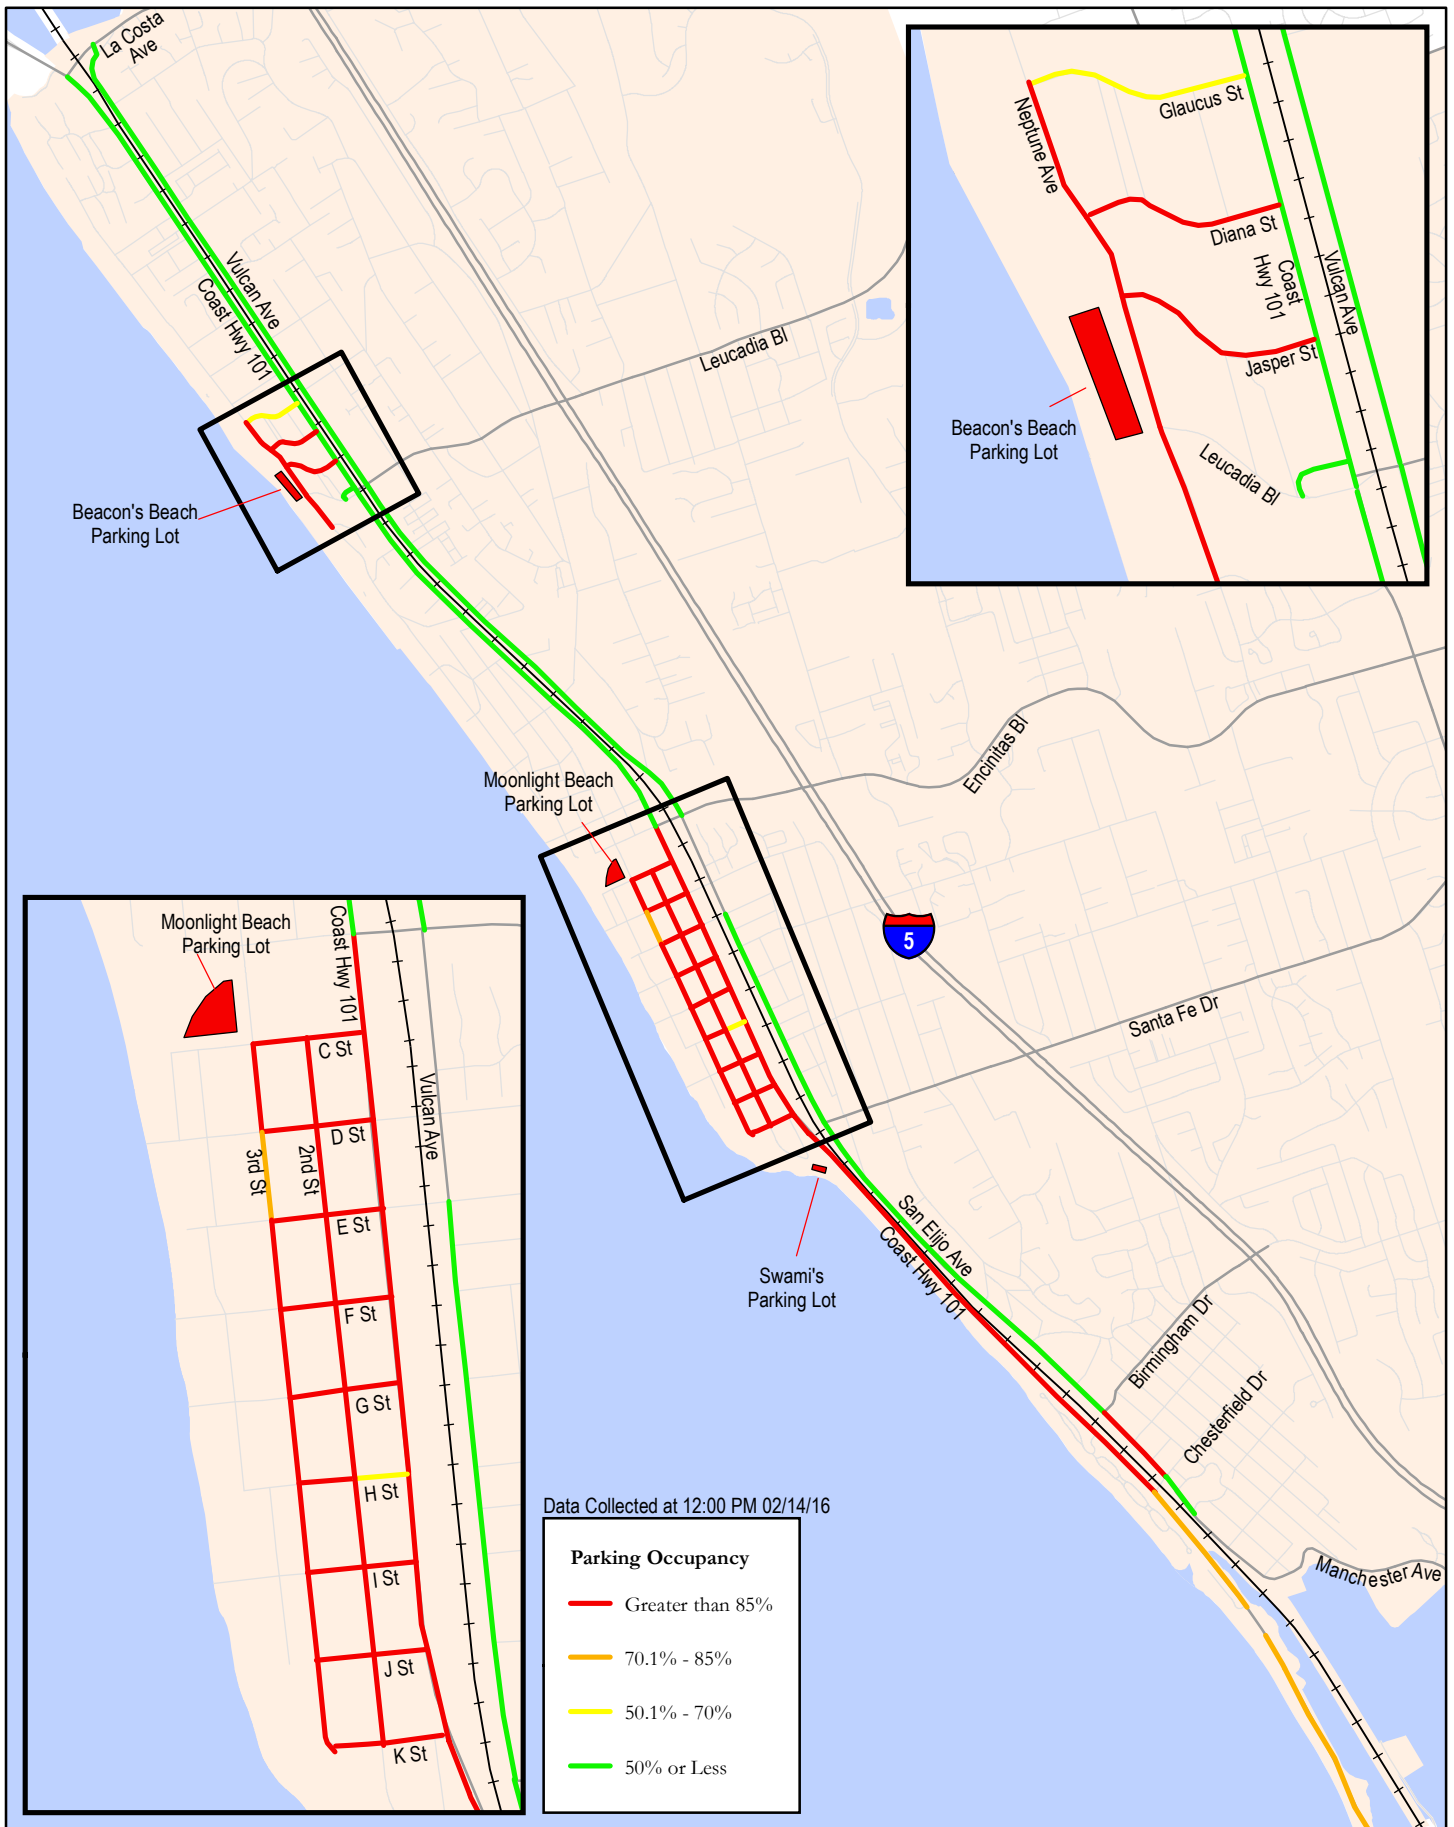 La Costa
Ave
Vulcan Ave
Coast Hwy 101
Leucadia Bl
Beacon's Beach
Parking Lot
Neptune Ave
Glaucus St
Diana St
Coast
Hwy 101
Vulcan Ave
Jasper St
Beacon's Beach
Parking Lot
Leucadia Bl
Encinitas Bl
Moonlight Beach
Parking Lot
5
Santa Fe Dr
Swami's
Parking Lot
San Elijo Ave
Coast Hwy 101
Birmingham Dr
Chesterfield Dr
Manchester Ave
Moonlight Beach
Parking Lot
Coast Hwy 101
C St
Vulcan Ave
D St
3rd St
2nd St
E St
F St
G St
H St
I St
J St
K St
Data Collected at 12:00 PM 02/14/16
Parking Occupancy
Greater than 85%
70.1% - 85%
50.1% - 70%
50% or Less